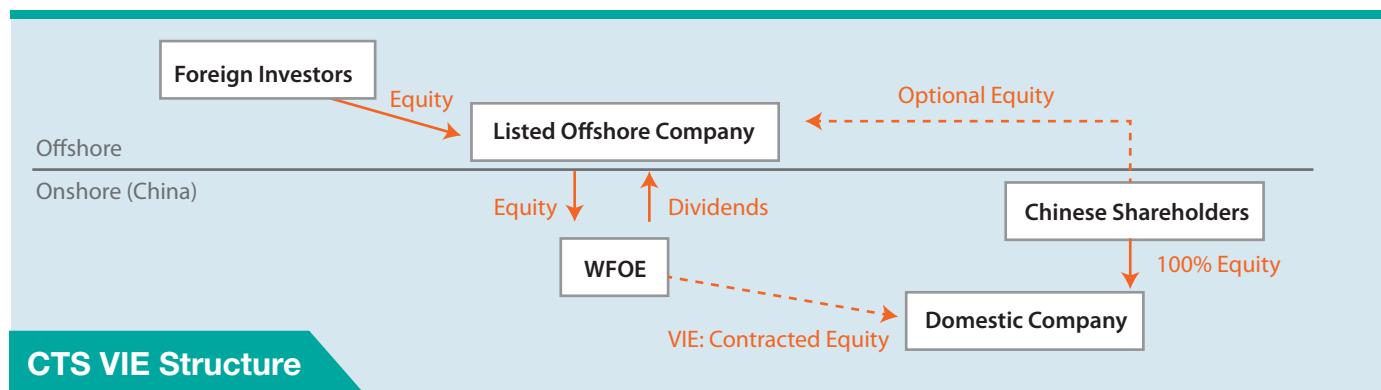 Foreign Investors
Equity
Optional Equity
Listed Offshore Company
Offshore
Onshore (China)
Equity
Dividends
Chinese Shareholders
WFOE
100% Equity
Domestic Company
VIE: Contracted Equity
CTS VIE Structure